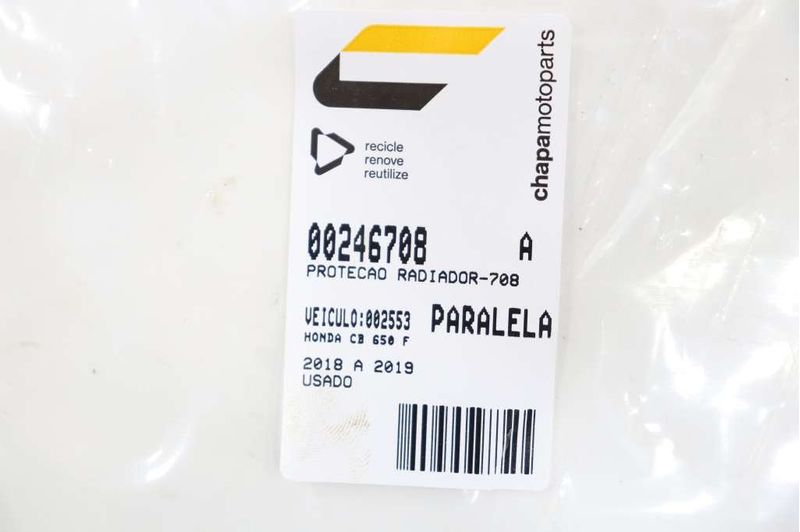 chapamotoparts
recicle
renove
reutilize
00246708 A
PROTECAO RADIADOR-708
VEICULO:002553 PARALELA
HONDA CB 650 F
2018 A 2019
USADO